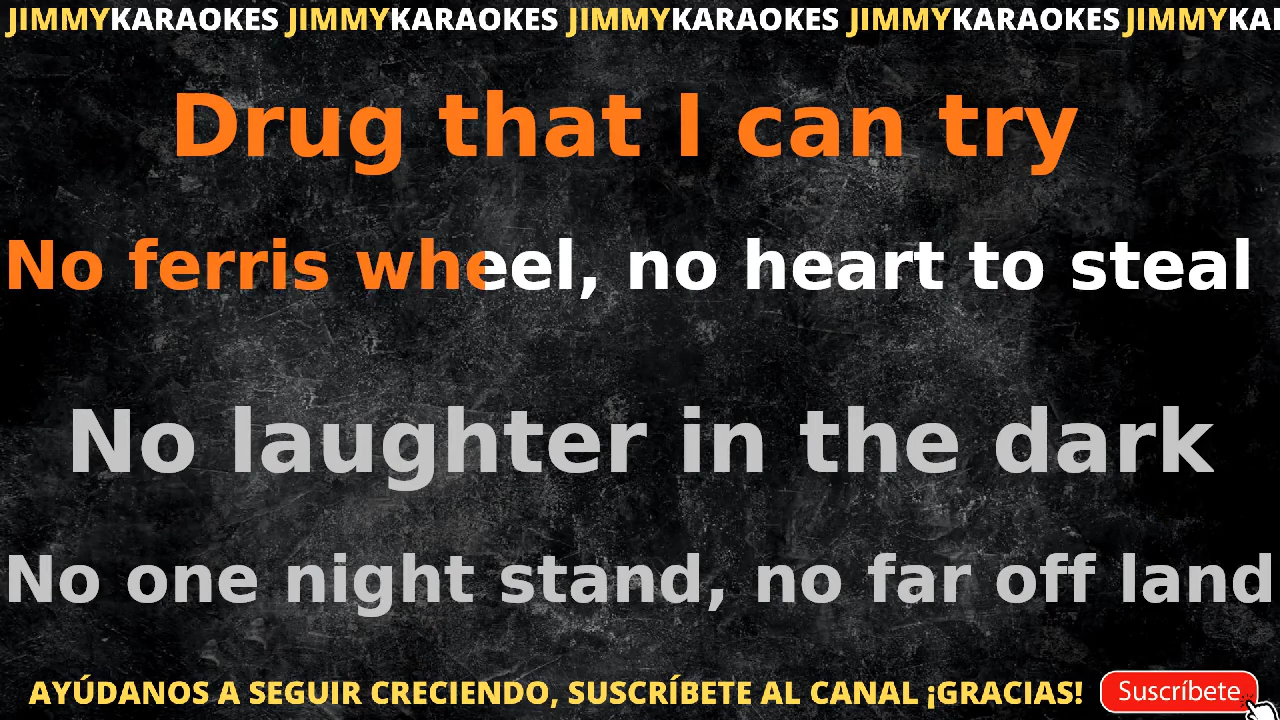 JIMMYKARAOKES JIMMYKARAOKES JIMMYKARAOKES JIMMYKARAOKES JIMMYKAI
Drug that I can try
No ferris wheel, no heart to steal
No laughter in the dark
No one night stand, no far off land
AYÚDANOS A SEGUIR CRECIENDO, SUSCRÍBETE AL CANAL ¡GRACIAS! Suscríbete